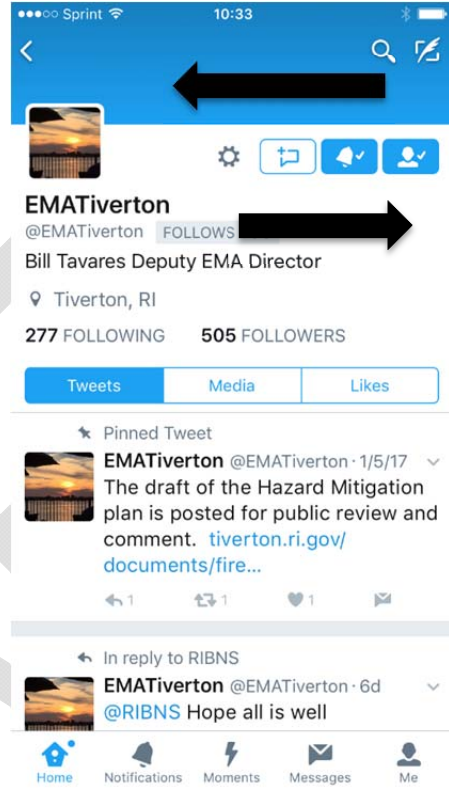 Sprint 10:33
EMATiverton
@EMATiverton FOLLOWS
Bill Tavares Deputy EMA Director
Tiverton, RI
277 FOLLOWING 505 FOLLOWERS
Tweets Media Likes
Pinned Tweet
EMATiverton @EMATiverton · 1/5/17
The draft of the Hazard Mitigation
plan is posted for public review and
comment. tiverton.ri.gov/
documents/fire...
1 1 1
In reply to RIBNS
EMATiverton @EMATiverton · 6d
@RIBNS Hope all is well
Home Notifications Moments Messages Me